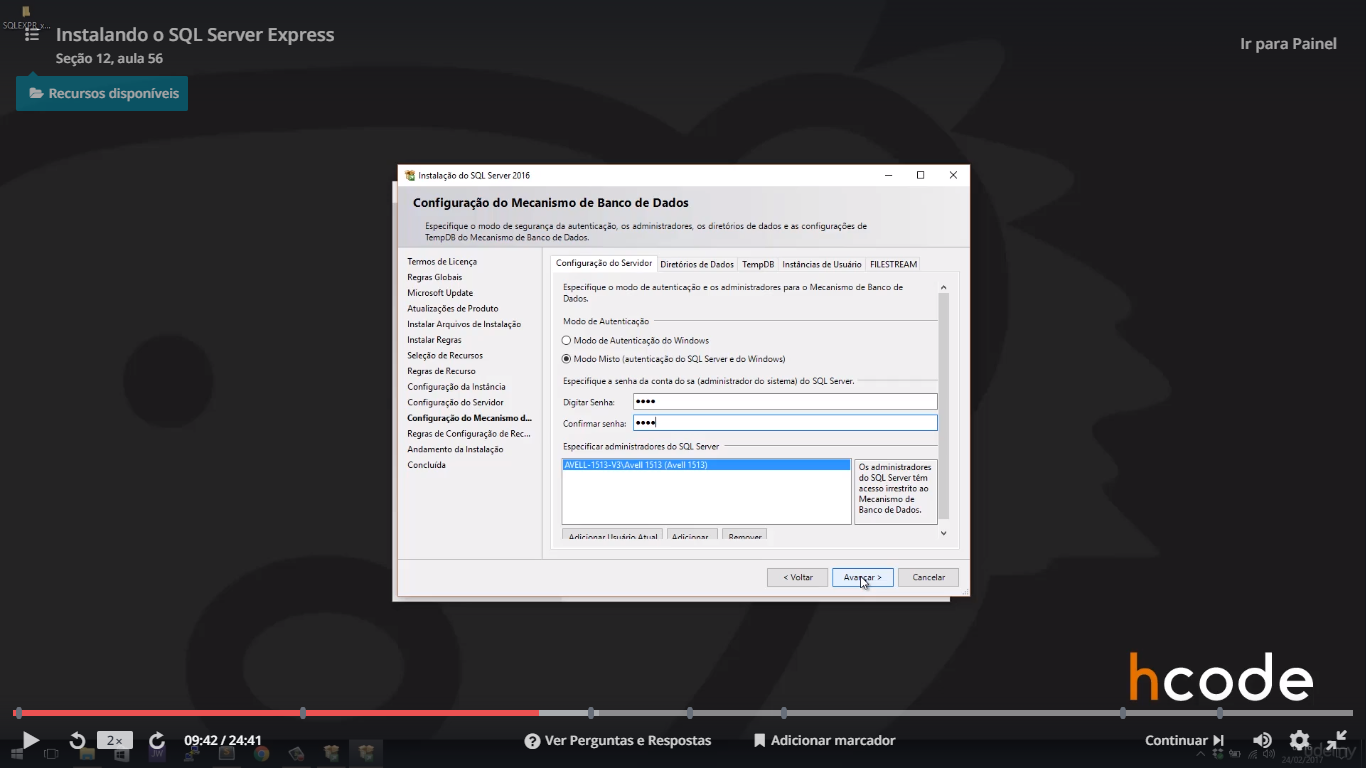 SQLEXPR_x...
Instalando o SQL Server Express
Seção 12, aula 56
Ir para Painel
Recursos disponíveis
Instalação do SQL Server 2016
Configuração do Mecanismo de Banco de Dados
Especifique o modo de segurança da autenticação, os administradores, os diretórios de dados e as configurações de
TempDB do Mecanismo de Banco de Dados.
Termos de Licença
Regras Globais
Microsoft Update
Atualizações de Produto
Instalar Arquivos de Instalação
Instalar Regras
Seleção de Recursos
Regras de Recurso
Configuração da Instância
Configuração do Servidor
Configuração do Mecanismo d...
Regras de Configuração de Rec...
Andamento da Instalação
Concluída
Configuração do Servidor Diretórios de Dados TempDB Instâncias de Usuário FILESTREAM
Especifique o modo de autenticação e os administradores para o Mecanismo de Banco de
Dados.
Modo de Autenticação
Modo de Autenticação do Windows
Modo Misto (autenticação do SQL Server e do Windows)
Especifique a senha da conta do sa (administrador do sistema) do SQL Server.
Digitar Senha: ●●●●
Confirmar senha: ●●●●
Especificar administradores do SQL Server
AVELL-1513-V3\Avell 1513 (Avell 1513)
Os administradores
do SQL Server têm
acesso irrestrito ao
Mecanismo de
Banco de Dados.
Adicionar Usuário Atual Adicionar... Remover
< Voltar Avançar > Cancelar
hcode
2×
09:42 / 24:41
Ver Perguntas e Respostas
Adicionar marcador
Continuar
udemy
24/02/2017